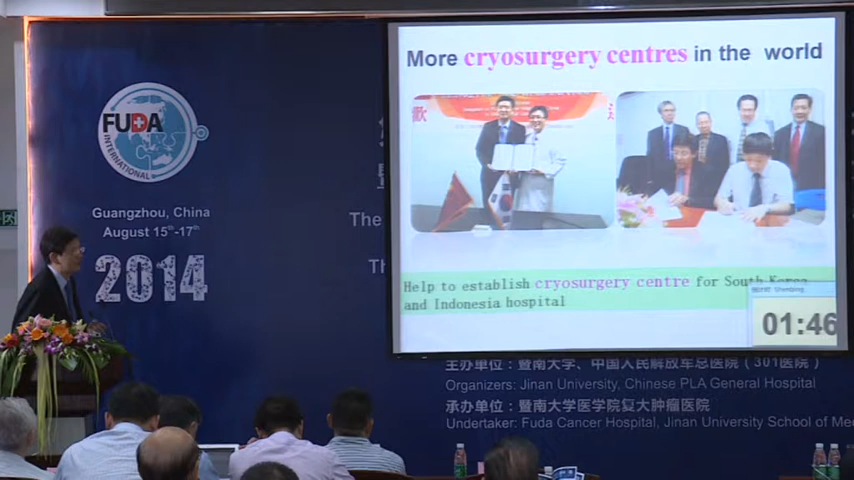 More cryosurgery centres in the world
FUDA
INTERNATIONAL
Guangzhou, China
August 15th-17th
2014
The
Th
Help to establish cryosurgery centre for South Korea
and Indonesia hospital
01:46
主办单位：暨南大学、中国人民解放军总医院（301医院）
Organizers: Jinan University, Chinese PLA General Hospital
承办单位：暨南大学医学院复大肿瘤医院
Undertaker: Fuda Cancer Hospital, Jinan University School of Me